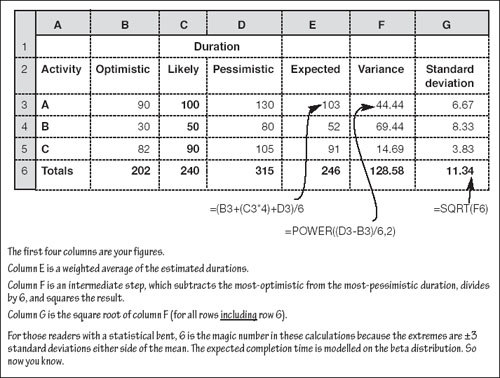 A B C D E F G
1 Duration
2 Activity Optimistic Likely Pessimistic Expected Variance Standard deviation
3 A 90 100 130 103 44.44 6.67
4 B 30 50 80 52 69.44 8.33
5 C 82 90 105 91 14.69 3.83
6 Totals 202 240 315 246 128.58 11.34
=(B3+(C3*4)+D3)/6
=SQRT(F6)
=POWER((D3-B3)/6,2)
The first four columns are your figures.
Column E is a weighted average of the estimated durations.
Column F is an intermediate step, which subtracts the most-optimistic from the most-pessimistic duration, divides
by 6, and squares the result.
Column G is the square root of column F (for all rows including row 6).
For those readers with a statistical bent, 6 is the magic number in these calculations because the extremes are ±3
standard deviations either side of the mean. The expected completion time is modelled on the beta distribution. So
now you know.